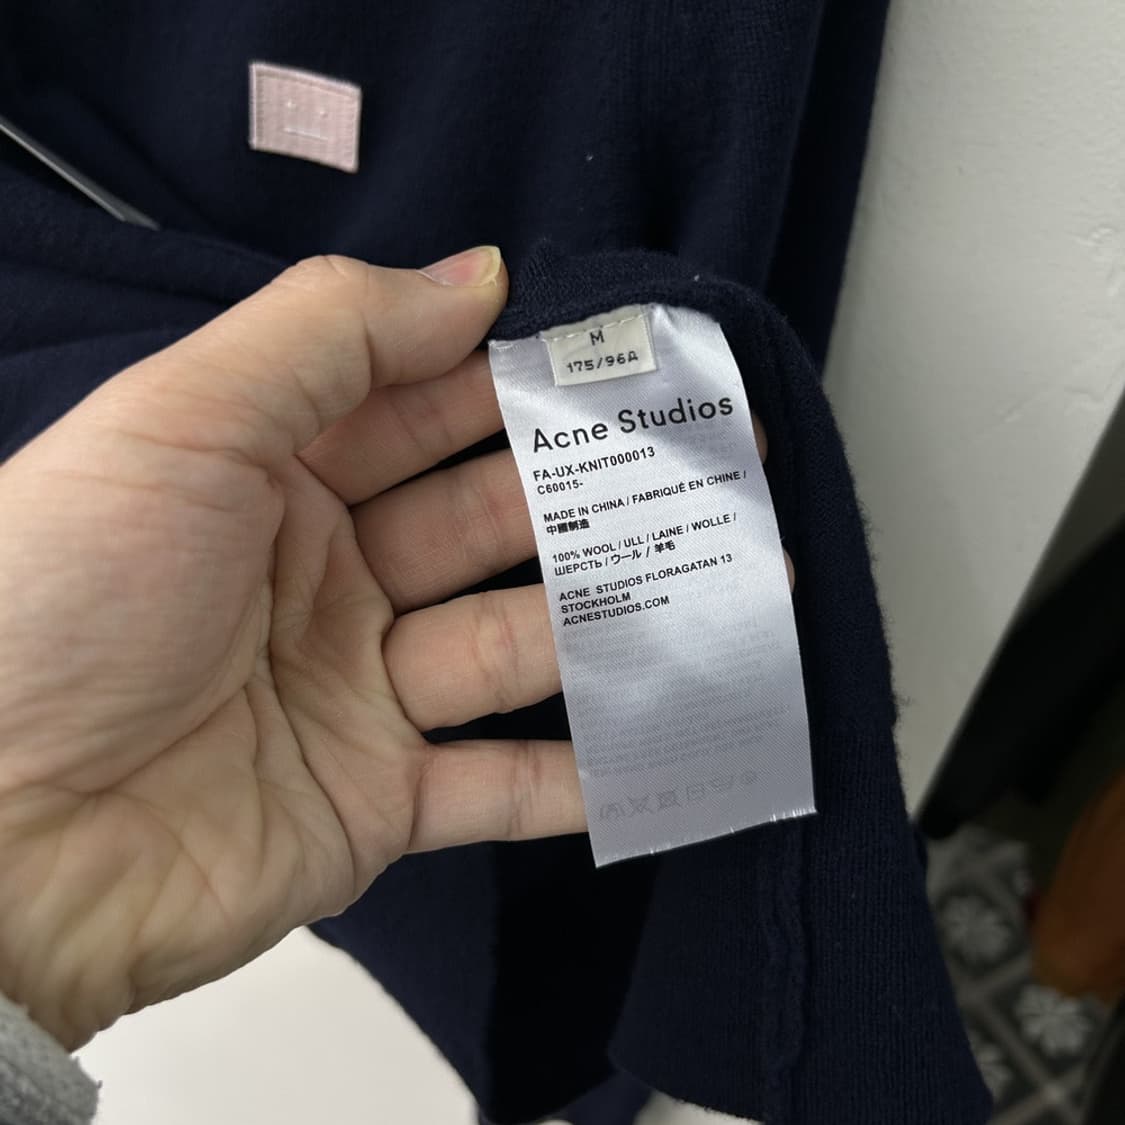 M
175/96A
Acne Studios
FA-UX-KNIT000013
C60015-
MADE IN CHINA / FABRIQUÉ EN CHINE /
中國制造
100% WOOL / ULL / LAINE / WOLLE /
ШЕРСТЬ / ウール / 羊毛
ACNE STUDIOS FLORAGATAN 13
STOCKHOLM
ACNESTUDIOS.COM